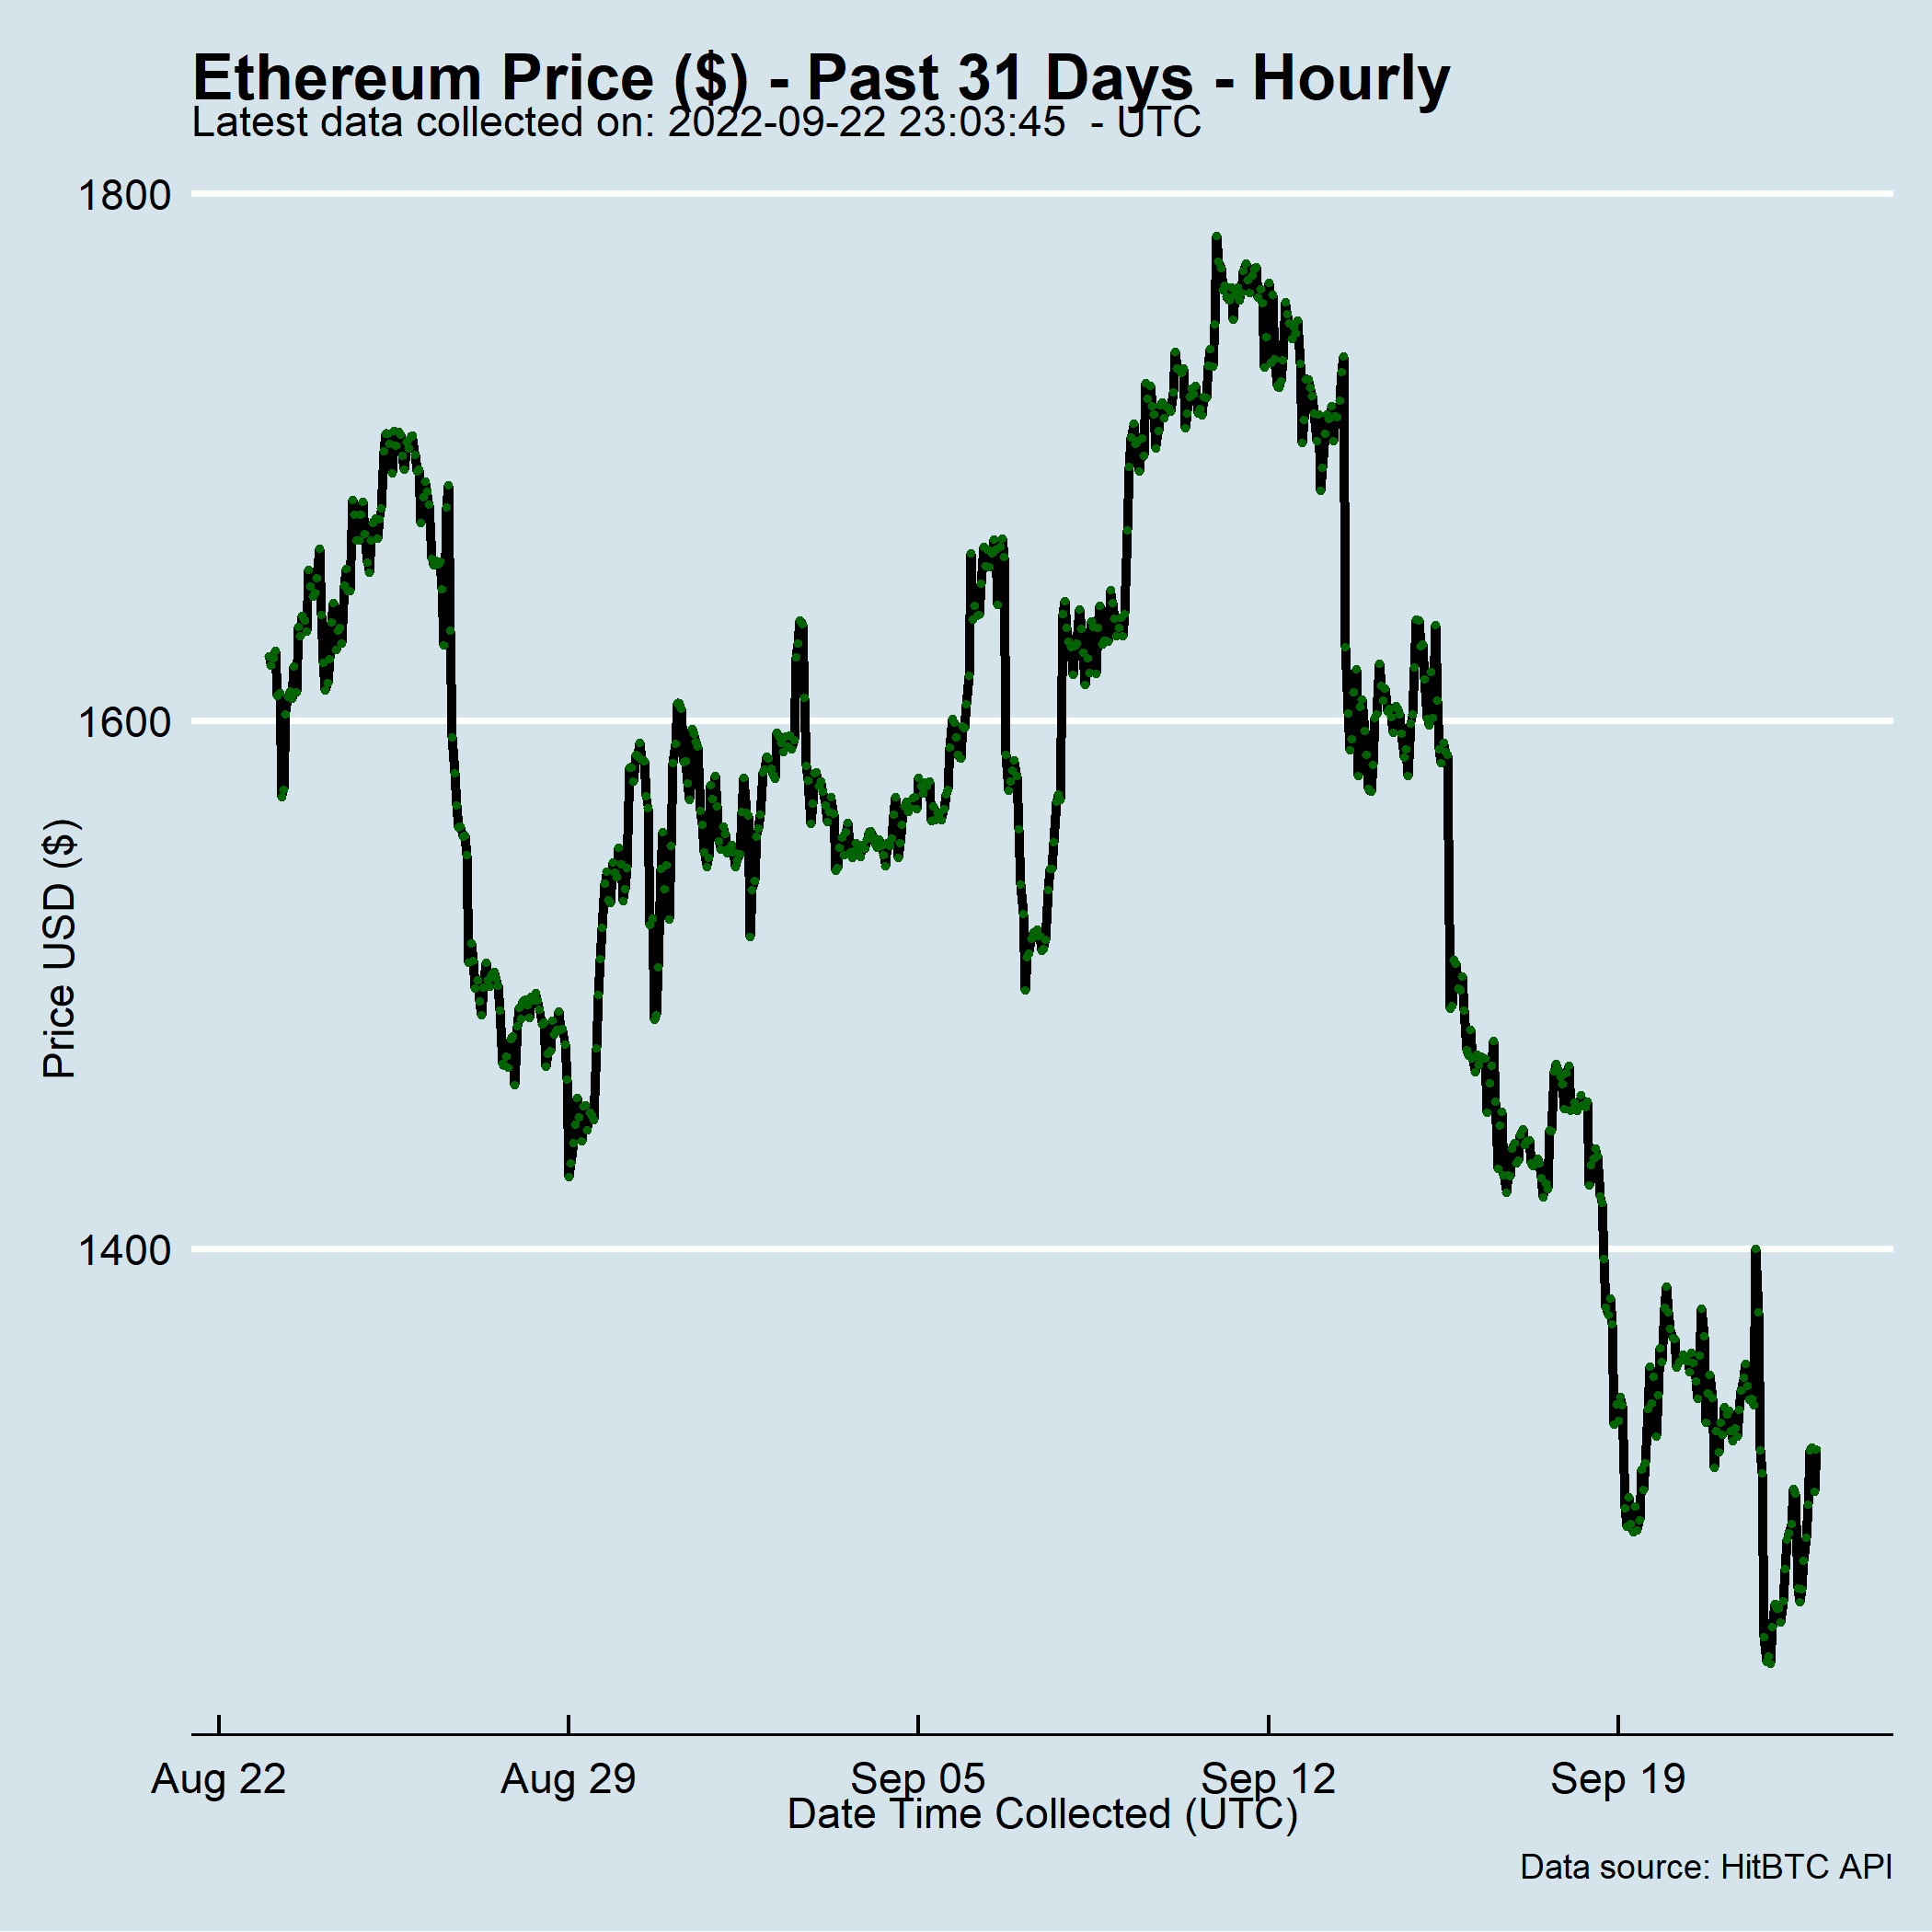 Ethereum Price ($) - Past 31 Days - Hourly
Latest data collected on: 2022-09-22 23:03:45  - UTC
1800
1600
1400
Price USD ($)
Aug 22 Aug 29 Sep 05 Sep 12 Sep 19
Date Time Collected (UTC)
Data source: HitBTC API